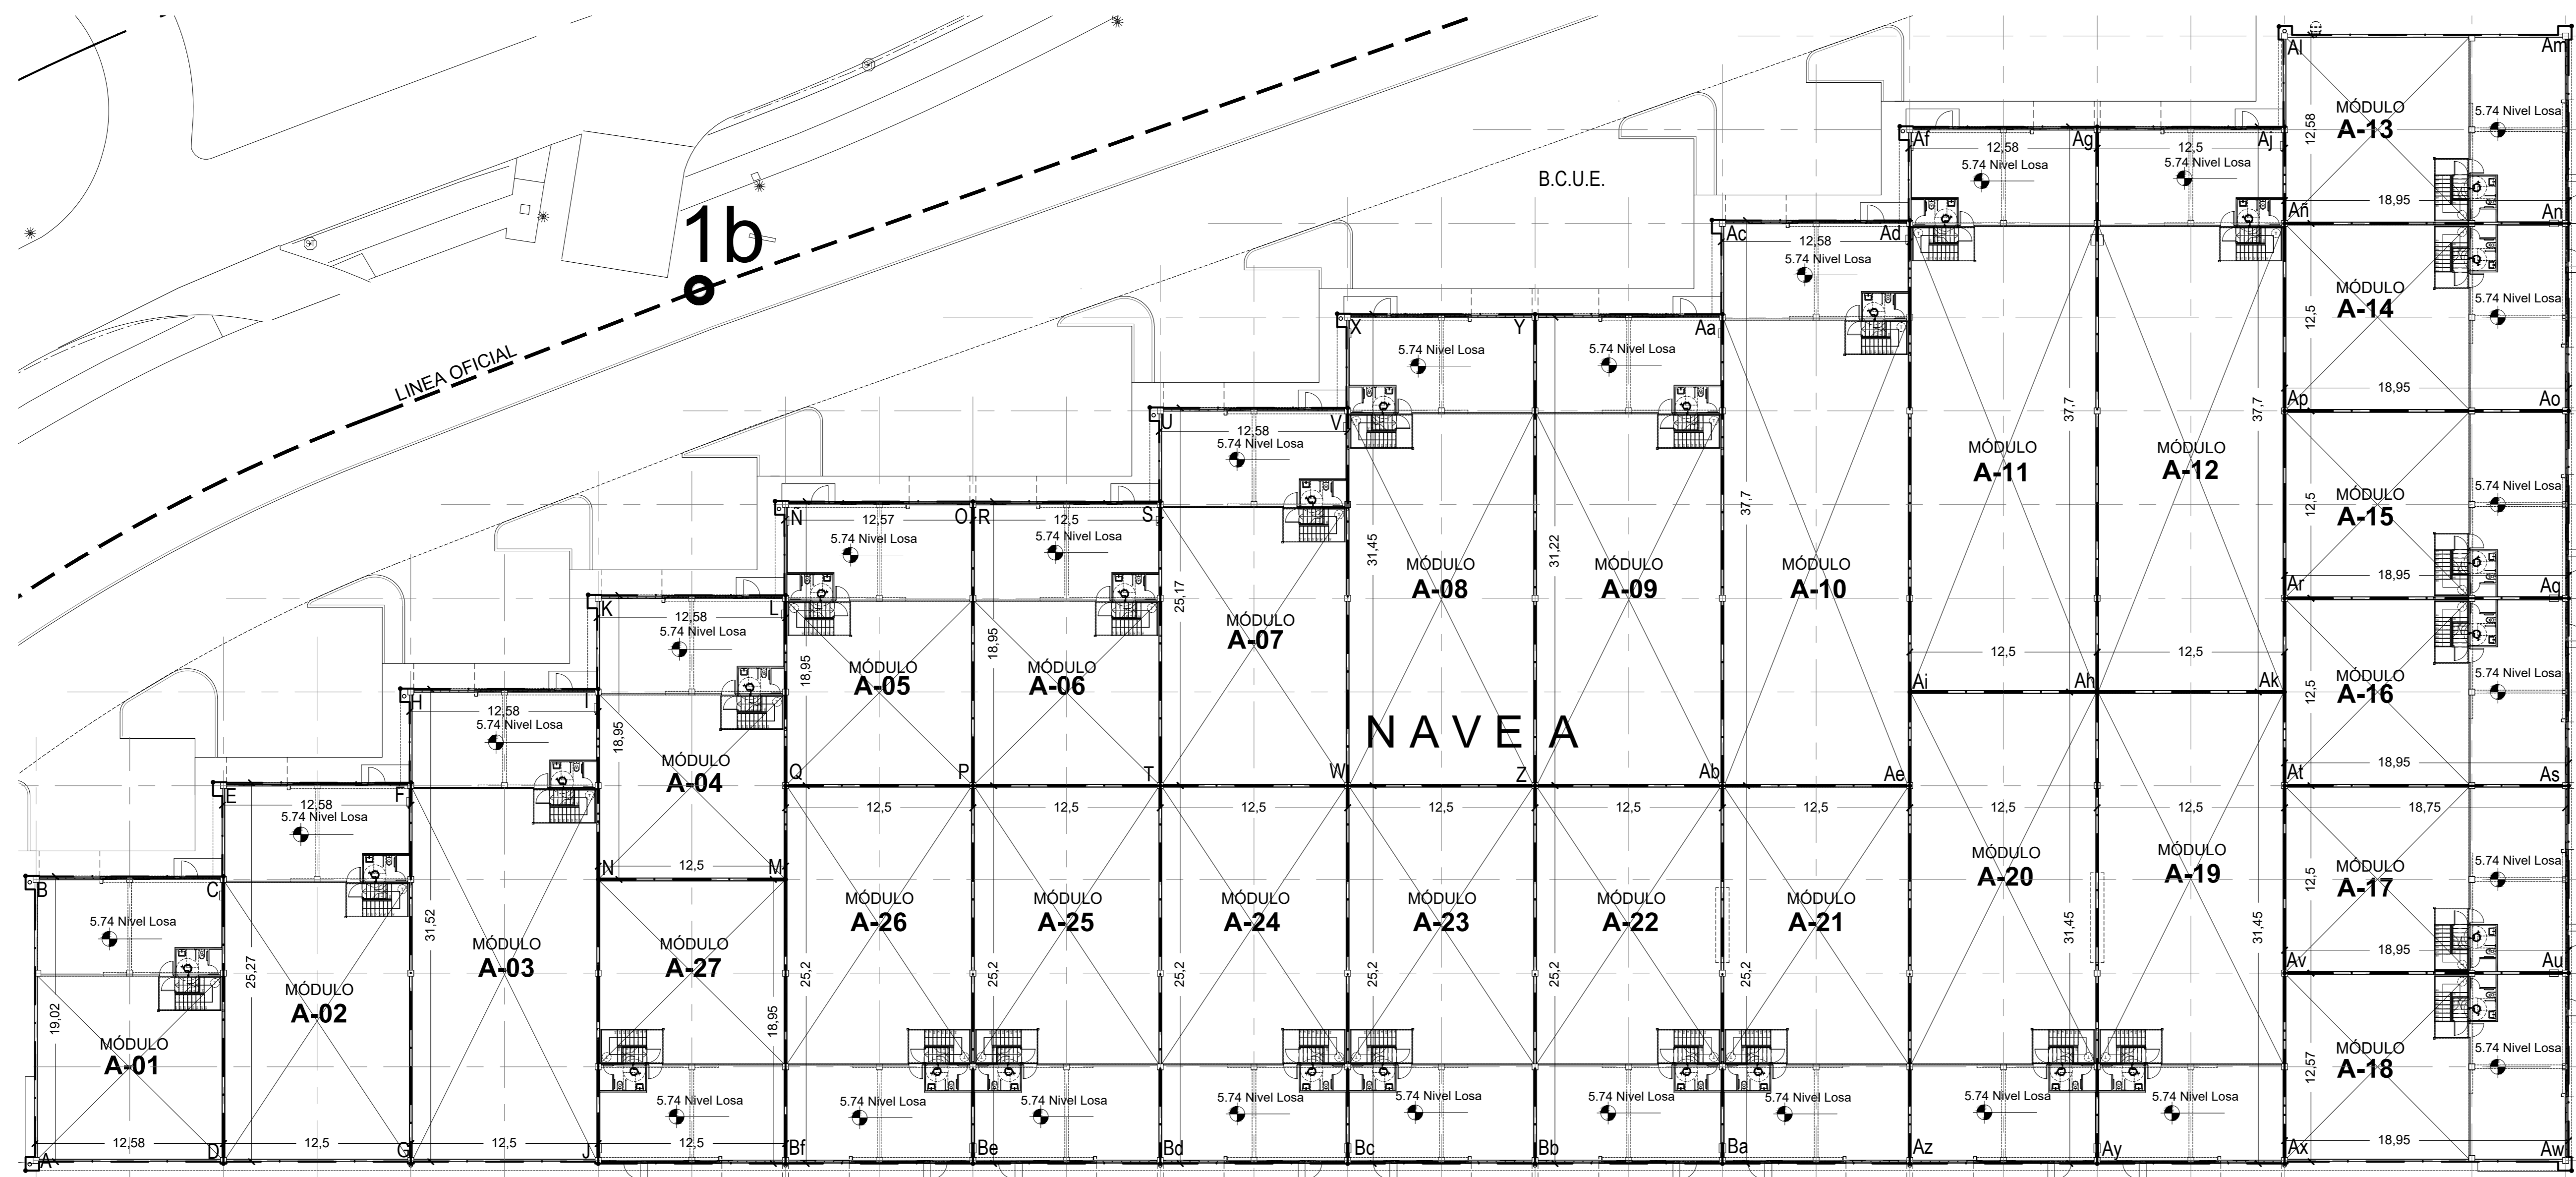 1b
LINEA OFICIAL
B.C.U.E.
NAVE A
B
C
5.74 Nivel Losa
19,02
MÓDULO
A-01
12,58
A
D
E
F
12,58
5.74 Nivel Losa
25,27
MÓDULO
A-02
12,5
G
H
I
12,58
5.74 Nivel Losa
31,52
MÓDULO
A-03
12,5
J
K
L
12,58
5.74 Nivel Losa
18,95
MÓDULO
A-04
N
12,5
M
Ñ
12,57
O
5.74 Nivel Losa
18,95
MÓDULO
A-05
Q
P
R
12,5
S
5.74 Nivel Losa
18,95
MÓDULO
A-06
T
U
V
12,58
5.74 Nivel Losa
25,17
MÓDULO
A-07
W
X
Y
5.74 Nivel Losa
31,45
MÓDULO
A-08
Z
Aa
5.74 Nivel Losa
31,22
MÓDULO
A-09
Ab
Ac
Ad
12,58
5.74 Nivel Losa
37,7
MÓDULO
A-10
Ae
Af
Ag
12,58
5.74 Nivel Losa
37,7
MÓDULO
A-11
12,5
Ai
Ah
Aj
12,5
5.74 Nivel Losa
37,7
MÓDULO
A-12
12,5
Ak
Al
Am
MÓDULO
A-13
12,58
5.74 Nivel Losa
18,95
Añ
An
MÓDULO
A-14
12,5
5.74 Nivel Losa
18,95
Ap
Ao
MÓDULO
A-15
12,5
5.74 Nivel Losa
18,95
Ar
Aq
MÓDULO
A-16
12,5
5.74 Nivel Losa
18,95
At
As
18,75
MÓDULO
A-17
12,5
5.74 Nivel Losa
18,95
Av
Au
MÓDULO
A-18
12,57
5.74 Nivel Losa
18,95
Ax
Aw
MÓDULO
A-27
18,95
5.74 Nivel Losa
12,5
12,5
MÓDULO
A-26
25,2
5.74 Nivel Losa
Bf
12,5
MÓDULO
A-25
25,2
5.74 Nivel Losa
Be
12,5
MÓDULO
A-24
25,2
5.74 Nivel Losa
Bd
12,5
MÓDULO
A-23
25,2
5.74 Nivel Losa
Bc
12,5
MÓDULO
A-22
25,2
5.74 Nivel Losa
Bb
12,5
MÓDULO
A-21
25,2
5.74 Nivel Losa
Ba
12,5
MÓDULO
A-20
31,45
5.74 Nivel Losa
Az
12,5
MÓDULO
A-19
31,45
5.74 Nivel Losa
Ay